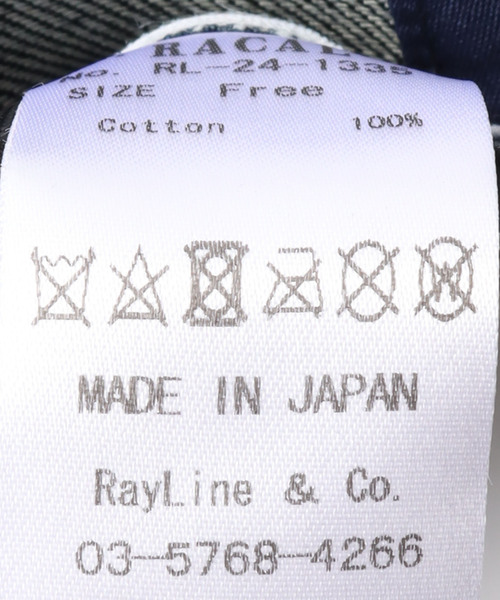 RACAL
No. RL-24-1335
SIZE Free
Cotton 100%
MADE IN JAPAN
RayLine & Co.
03-5768-4266